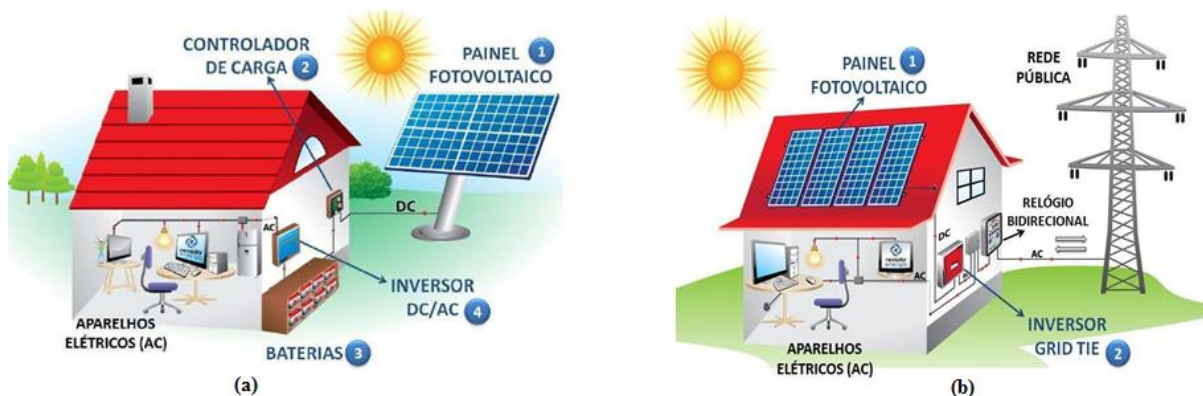 CONTROLADOR
DE CARGA 2
PAINEL 1
FOTOVOLTAICO
DC
AC
APARELHOS
ELÉTRICOS (AC)
BATERIAS 3
INVERSOR
DC/AC 4
(a)
PAINEL 1
FOTOVOLTAICO
REDE
PÚBLICA
RELÓGIO
BIDIRECIONAL
DC
AC
AC
APARELHOS
ELÉTRICOS (AC)
INVERSOR
GRID TIE 2
(b)